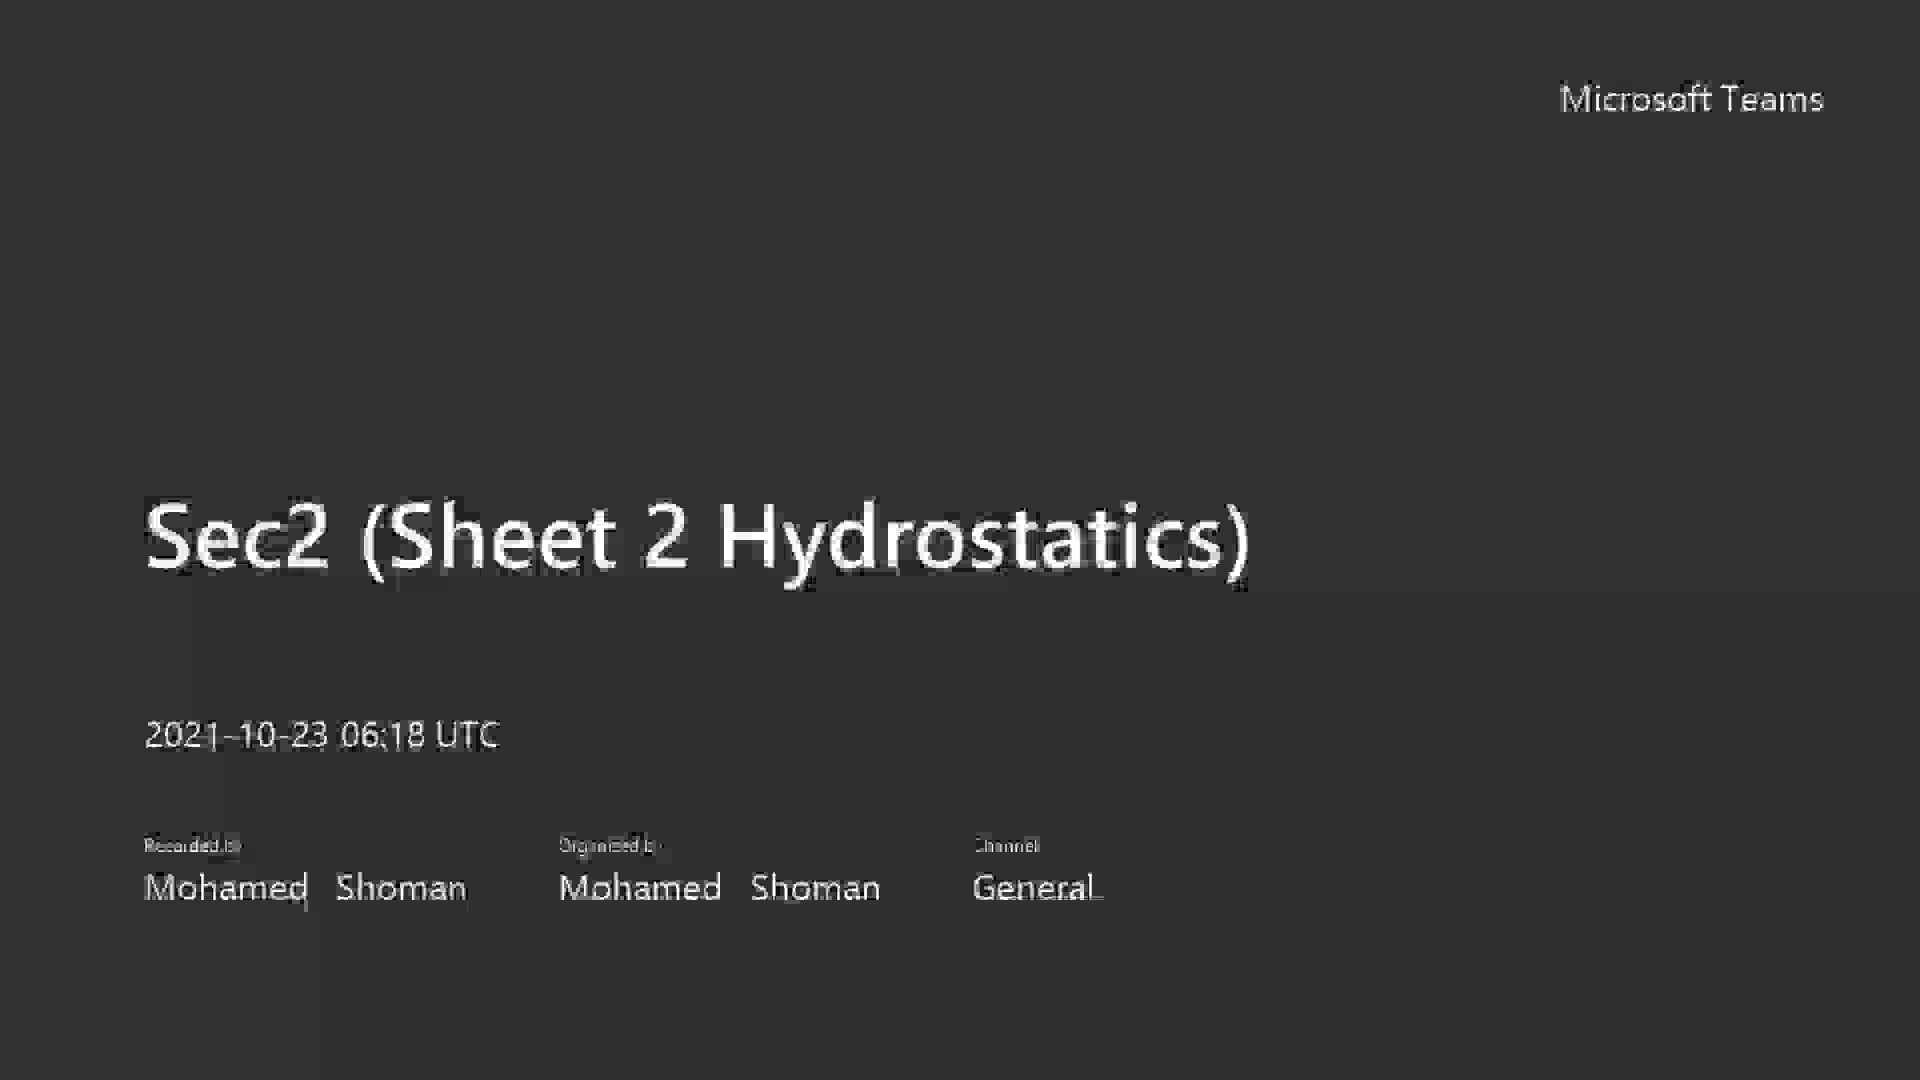 Microsoft Teams
Sec2 (Sheet 2 Hydrostatics)
2021-10-23 06:18 UTC
Recorded by Organized by Channel
Mohamed Shoman Mohamed Shoman General